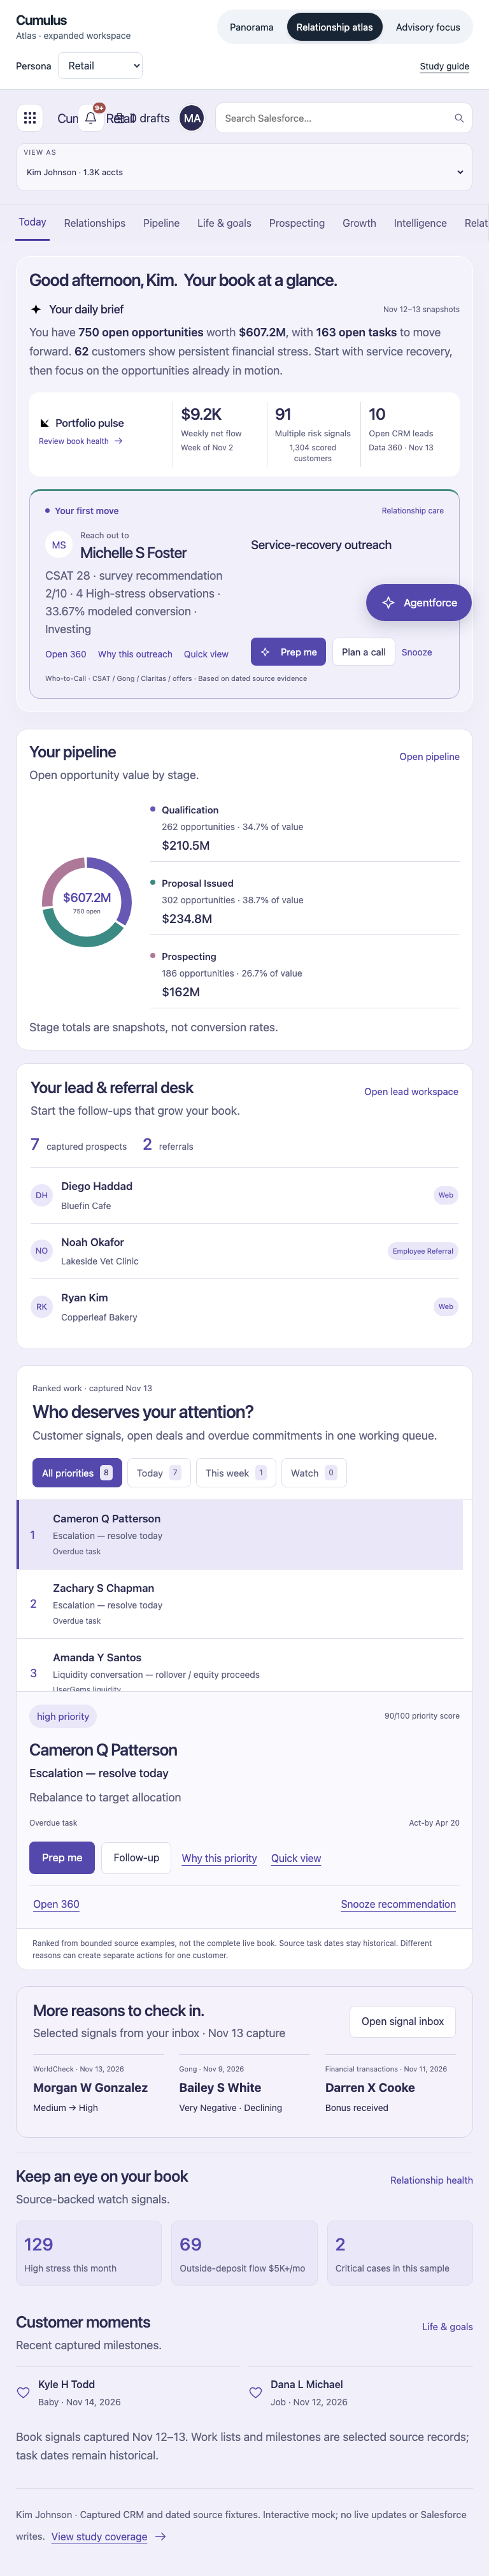 Cumulus
Atlas · expanded workspace
Panorama
Relationship atlas
Advisory focus
Persona
Retail
Study guide
Retail
9+
0 drafts
MA
Search Salesforce...
VIEW AS
Kim Johnson · 1.3K accts
Today
Relationships
Pipeline
Life & goals
Prospecting
Growth
Intelligence
Relat
Good afternoon, Kim. Your book at a glance.
Your daily brief
Nov 12–13 snapshots
You have 750 open opportunities worth $607.2M, with 163 open tasks to move
forward. 62 customers show persistent financial stress. Start with service recovery,
then focus on the opportunities already in motion.
Portfolio pulse
Review book health
$9.2K
Weekly net flow
Week of Nov 2
91
Multiple risk signals
1,304 scored
customers
10
Open CRM leads
Data 360 · Nov 13
Your first move
Relationship care
MS
Reach out to
Michelle S Foster
CSAT 28 · survey recommendation
2/10 · 4 High-stress observations ·
33.67% modeled conversion ·
Investing
Service-recovery outreach
Agentforce
Open 360
Why this outreach
Quick view
Prep me
Plan a call
Snooze
Who-to-Call · CSAT / Gong / Claritas / offers · Based on dated source evidence
Your pipeline
Open pipeline
Open opportunity value by stage.
$607.2M
750 open
Qualification
262 opportunities · 34.7% of value
$210.5M
Proposal Issued
302 opportunities · 38.7% of value
$234.8M
Prospecting
186 opportunities · 26.7% of value
$162M
Stage totals are snapshots, not conversion rates.
Your lead & referral desk
Open lead workspace
Start the follow-ups that grow your book.
7 captured prospects
2 referrals
DH
Diego Haddad
Bluefin Cafe
Web
NO
Noah Okafor
Lakeside Vet Clinic
Employee Referral
RK
Ryan Kim
Copperleaf Bakery
Web
Ranked work · captured Nov 13
Who deserves your attention?
Customer signals, open deals and overdue commitments in one working queue.
All priorities 8
Today 7
This week 1
Watch 0
1
Cameron Q Patterson
Escalation — resolve today
Overdue task
2
Zachary S Chapman
Escalation — resolve today
Overdue task
3
Amanda Y Santos
Liquidity conversation — rollover / equity proceeds
UserGems liquidity
high priority
90/100 priority score
Cameron Q Patterson
Escalation — resolve today
Rebalance to target allocation
Overdue task
Act-by Apr 20
Prep me
Follow-up
Why this priority
Quick view
Open 360
Snooze recommendation
Ranked from bounded source examples, not the complete live book. Source task dates stay historical. Different
reasons can create separate actions for one customer.
More reasons to check in.
Selected signals from your inbox · Nov 13 capture
Open signal inbox
WorldCheck · Nov 13, 2026
Morgan W Gonzalez
Medium → High
Gong · Nov 9, 2026
Bailey S White
Very Negative · Declining
Financial transactions · Nov 11, 2026
Darren X Cooke
Bonus received
Keep an eye on your book
Relationship health
Source-backed watch signals.
129
High stress this month
69
Outside-deposit flow $5K+/mo
2
Critical cases in this sample
Customer moments
Life & goals
Recent captured milestones.
Kyle H Todd
Baby · Nov 14, 2026
Dana L Michael
Job · Nov 12, 2026
Book signals captured Nov 12–13. Work lists and milestones are selected source records;
task dates remain historical.
Kim Johnson · Captured CRM and dated source fixtures. Interactive mock; no live updates or Salesforce
writes. View study coverage